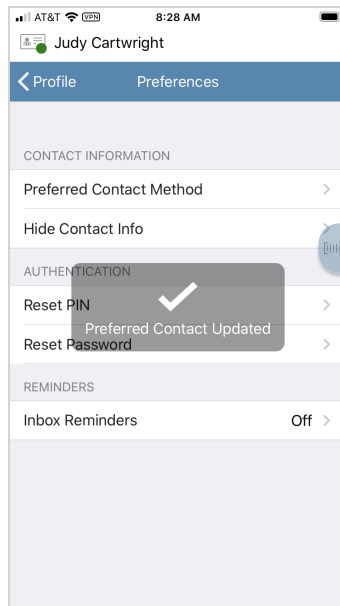 AT&T VPN 8:28 AM
Judy Cartwright
Profile Preferences
CONTACT INFORMATION
Preferred Contact Method
Hide Contact Info
AUTHENTICATION
Reset PIN
Preferred Contact Updated
Reset Password
REMINDERS
Inbox Reminders Off